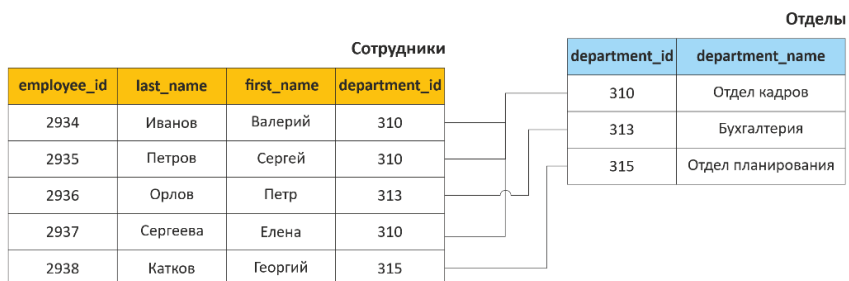 Сотрудники
employee_id last_name first_name department_id
2934 Иванов Валерий 310
2935 Петров Сергей 310
2936 Орлов Петр 313
2937 Сергеева Елена 310
2938 Катков Георгий 315
Отделы
department_id department_name
310 Отдел кадров
313 Бухгалтерия
315 Отдел планирования